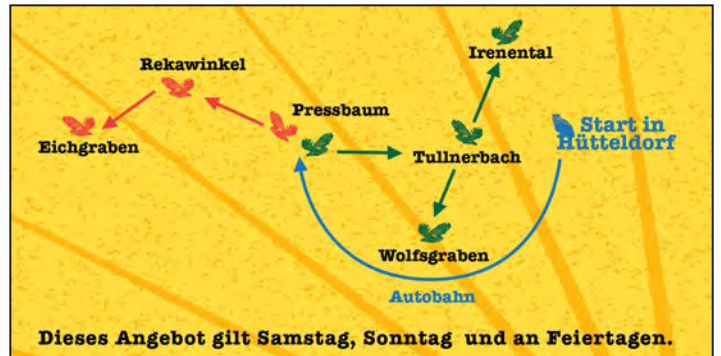 Irenental
Rekawinkel
Pressbaum
Start in
Hütteldorf
Eichgraben
Tullnerbach
Wolfsgraben
Autobahn
Dieses Angebot gilt Samstag, Sonntag und an Feiertagen.